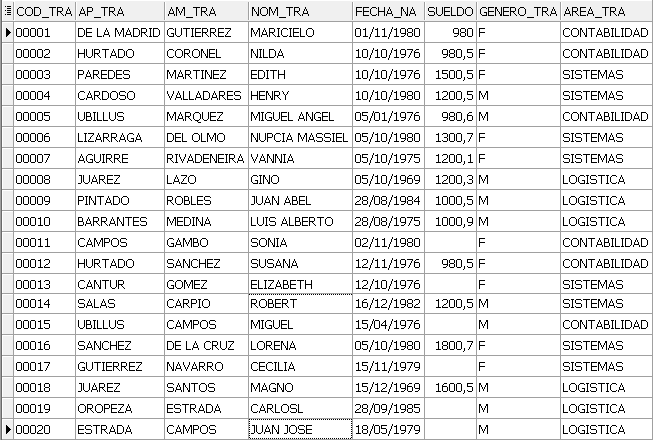 COD_TRA AP_TRA AM_TRA NOM_TRA FECHA_NA SUELDO GENERO_TRA AREA_TRA
00001 DE LA MADRID GUTIERREZ MARICIELO 01/11/1980 980 F CONTABILIDAD
00002 HURTADO CORONEL NILDA 10/10/1976 980,5 F CONTABILIDAD
00003 PAREDES MARTINEZ EDITH 10/10/1976 1500,5 F SISTEMAS
00004 CARDOSO VALLADARES HENRY 10/10/1980 1200,5 M SISTEMAS
00005 UBILLUS MARQUEZ MIGUEL ANGEL 05/01/1976 980,6 M CONTABILIDAD
00006 LIZARRAGA DEL OLMO NUPCIA MASSIEL 05/10/1980 1300,7 F SISTEMAS
00007 AGUIRRE RIVADENEIRA VANNIA 05/10/1975 1200,1 F SISTEMAS
00008 JUAREZ LAZO GINO 05/10/1969 1200,3 M LOGISTICA
00009 PINTADO ROBLES JUAN ABEL 28/08/1984 1000,5 M LOGISTICA
00010 BARRANTES MEDINA LUIS ALBERTO 28/08/1975 1000,9 M LOGISTICA
00011 CAMPOS GAMBO SONIA 02/11/1980 F CONTABILIDAD
00012 HURTADO SANCHEZ SUSANA 12/11/1976 980,5 F CONTABILIDAD
00013 CANTUR GOMEZ ELIZABETH 12/10/1976 F SISTEMAS
00014 SALAS CARPIO ROBERT 16/12/1982 1200,5 M SISTEMAS
00015 UBILLUS CAMPOS MIGUEL 15/04/1976 M CONTABILIDAD
00016 SANCHEZ DE LA CRUZ LORENA 05/10/1980 1800,7 F SISTEMAS
00017 GUTIERREZ NAVARRO CECILIA 15/11/1979 F SISTEMAS
00018 JUAREZ SANTOS MAGNO 15/12/1969 1600,5 M LOGISTICA
00019 OROPEZA ESTRADA CARLOSL 28/09/1985 M LOGISTICA
00020 ESTRADA CAMPOS JUAN JOSE 18/05/1979 M LOGISTICA